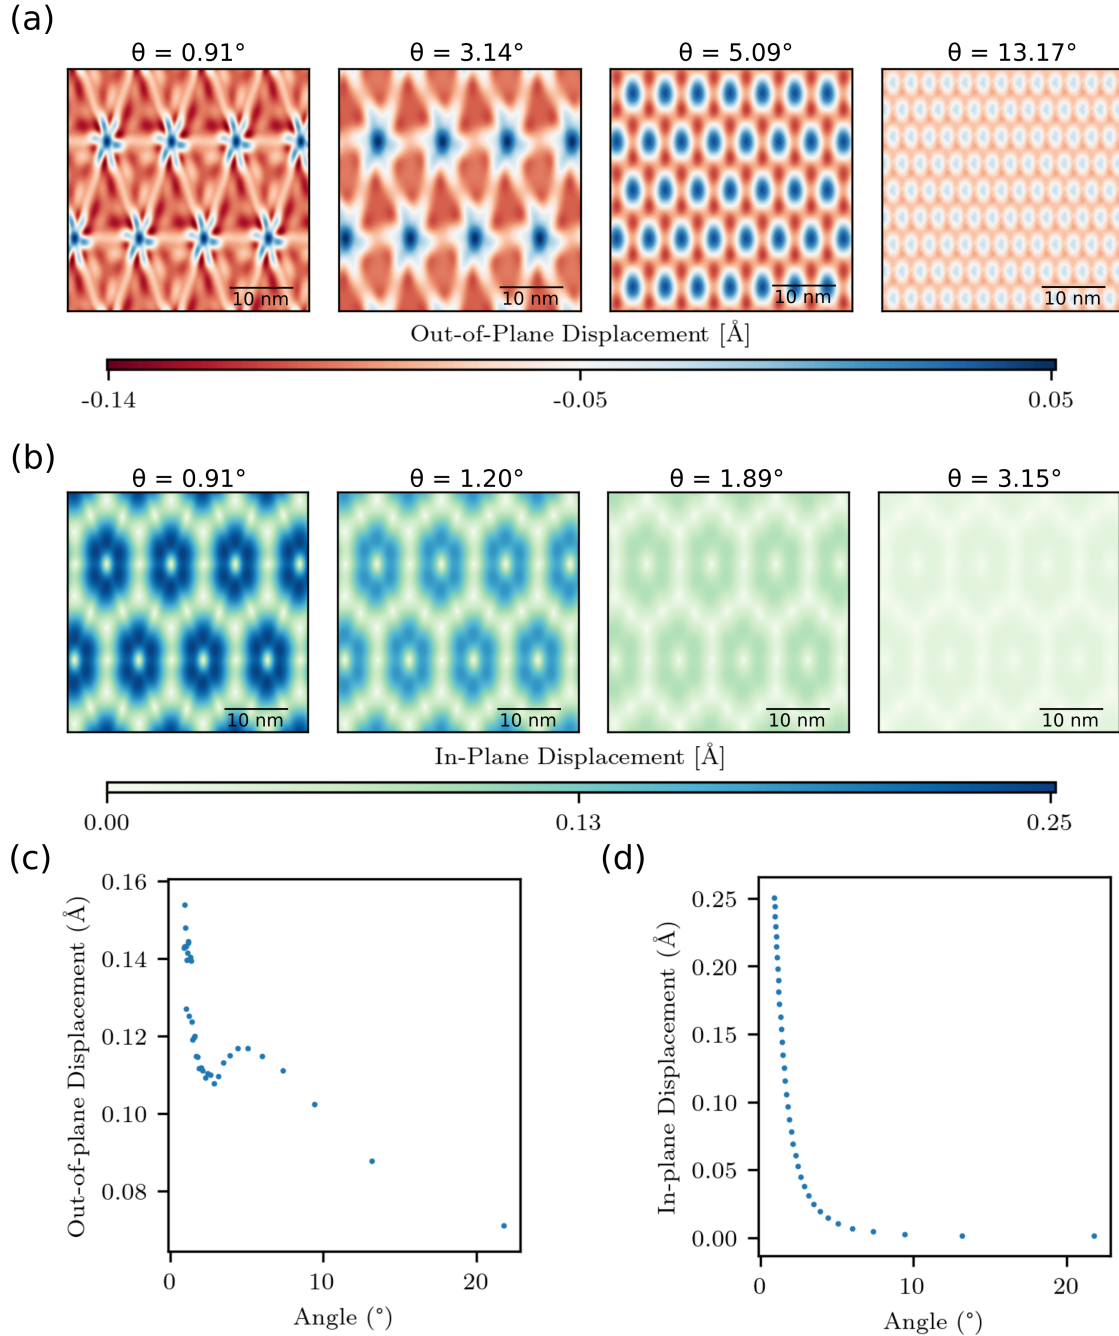 (a)
θ = 0.91° θ = 3.14° θ = 5.09° θ = 13.17°
10 nm 10 nm 10 nm 10 nm
Out-of-Plane Displacement [Å]
-0.14 -0.05 0.05
(b)
θ = 0.91° θ = 1.20° θ = 1.89° θ = 3.15°
10 nm 10 nm 10 nm 10 nm
In-Plane Displacement [Å]
0.00 0.13 0.25
(c)
Out-of-plane Displacement (Å)
0.16
0.14
0.12
0.10
0.08
0 10 20
Angle (°)
(d)
In-plane Displacement (Å)
0.25
0.20
0.15
0.10
0.05
0.00
0 10 20
Angle (°)